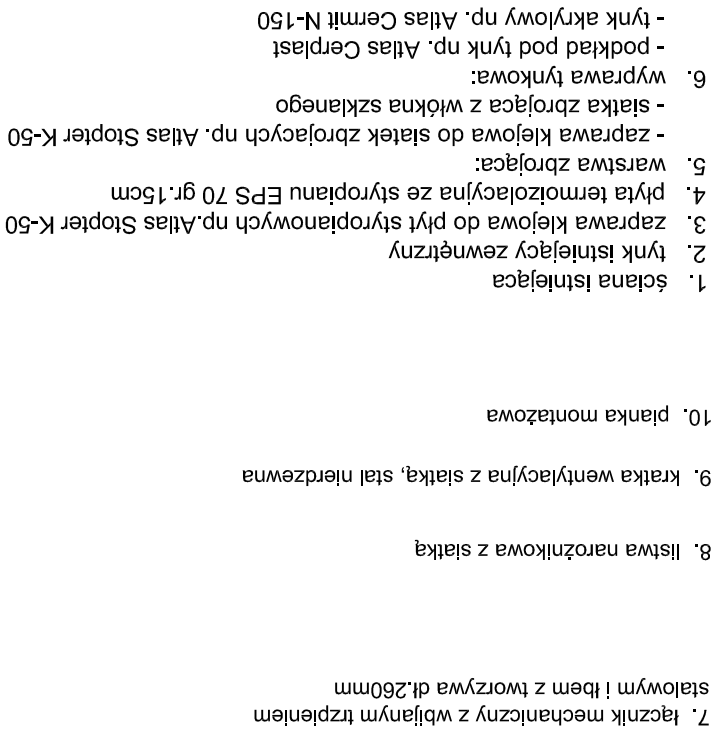 7. łącznik mechaniczny z wbijanym trzpieniem
stalowym i łbem z tworzywa dł.260mm
8. listwa narożnikowa z siatką
9. kratka wentylacyjna z siatką, stal nierdzewna
10. pianka montażowa
1. ściana istniejąca
2. tynk istniejący zewnętrzny
3. zaprawa klejowa do płyt styropianowych np.Atlas Stopter K-50
4. płyta termoizolacyjna ze styropianu EPS 70 gr.15cm
5. warstwa zbrojąca:
- zaprawa klejowa do siatek zbrojacych np. Atlas Stopter K-50
- siatka zbrojąca z włókna szklanego
6. wyprawa tynkowa:
- podkład pod tynk np. Atlas Cerplast
- tynk akrylowy np. Atlas Cermit N-150